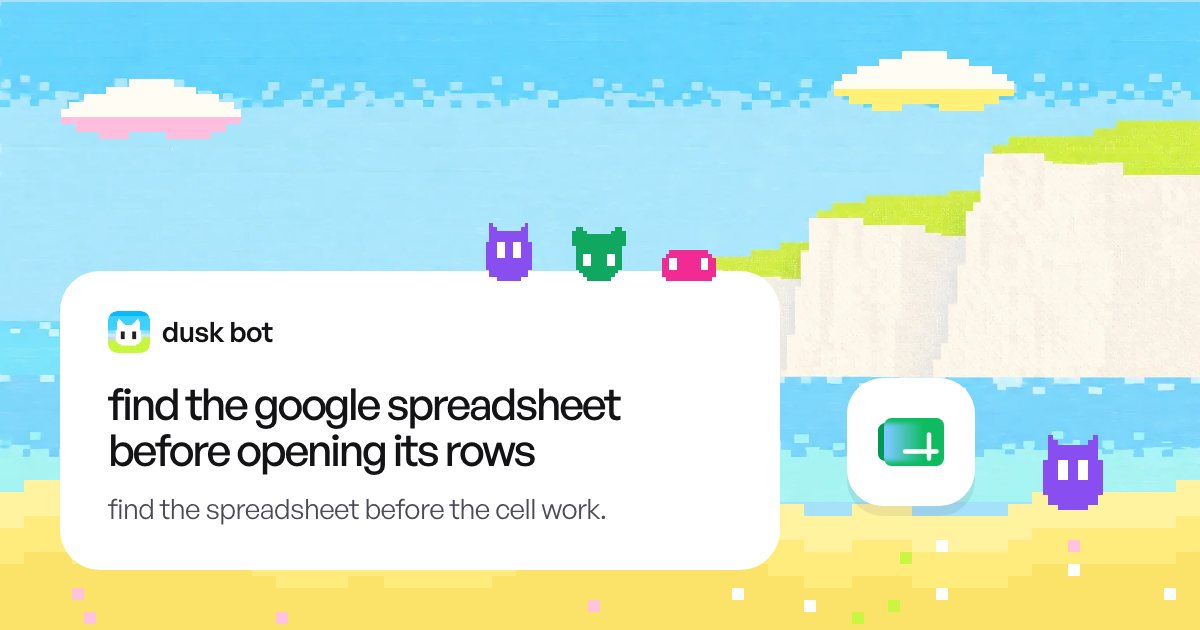 dusk bot
find the google spreadsheet
before opening its rows
find the spreadsheet before the cell work.